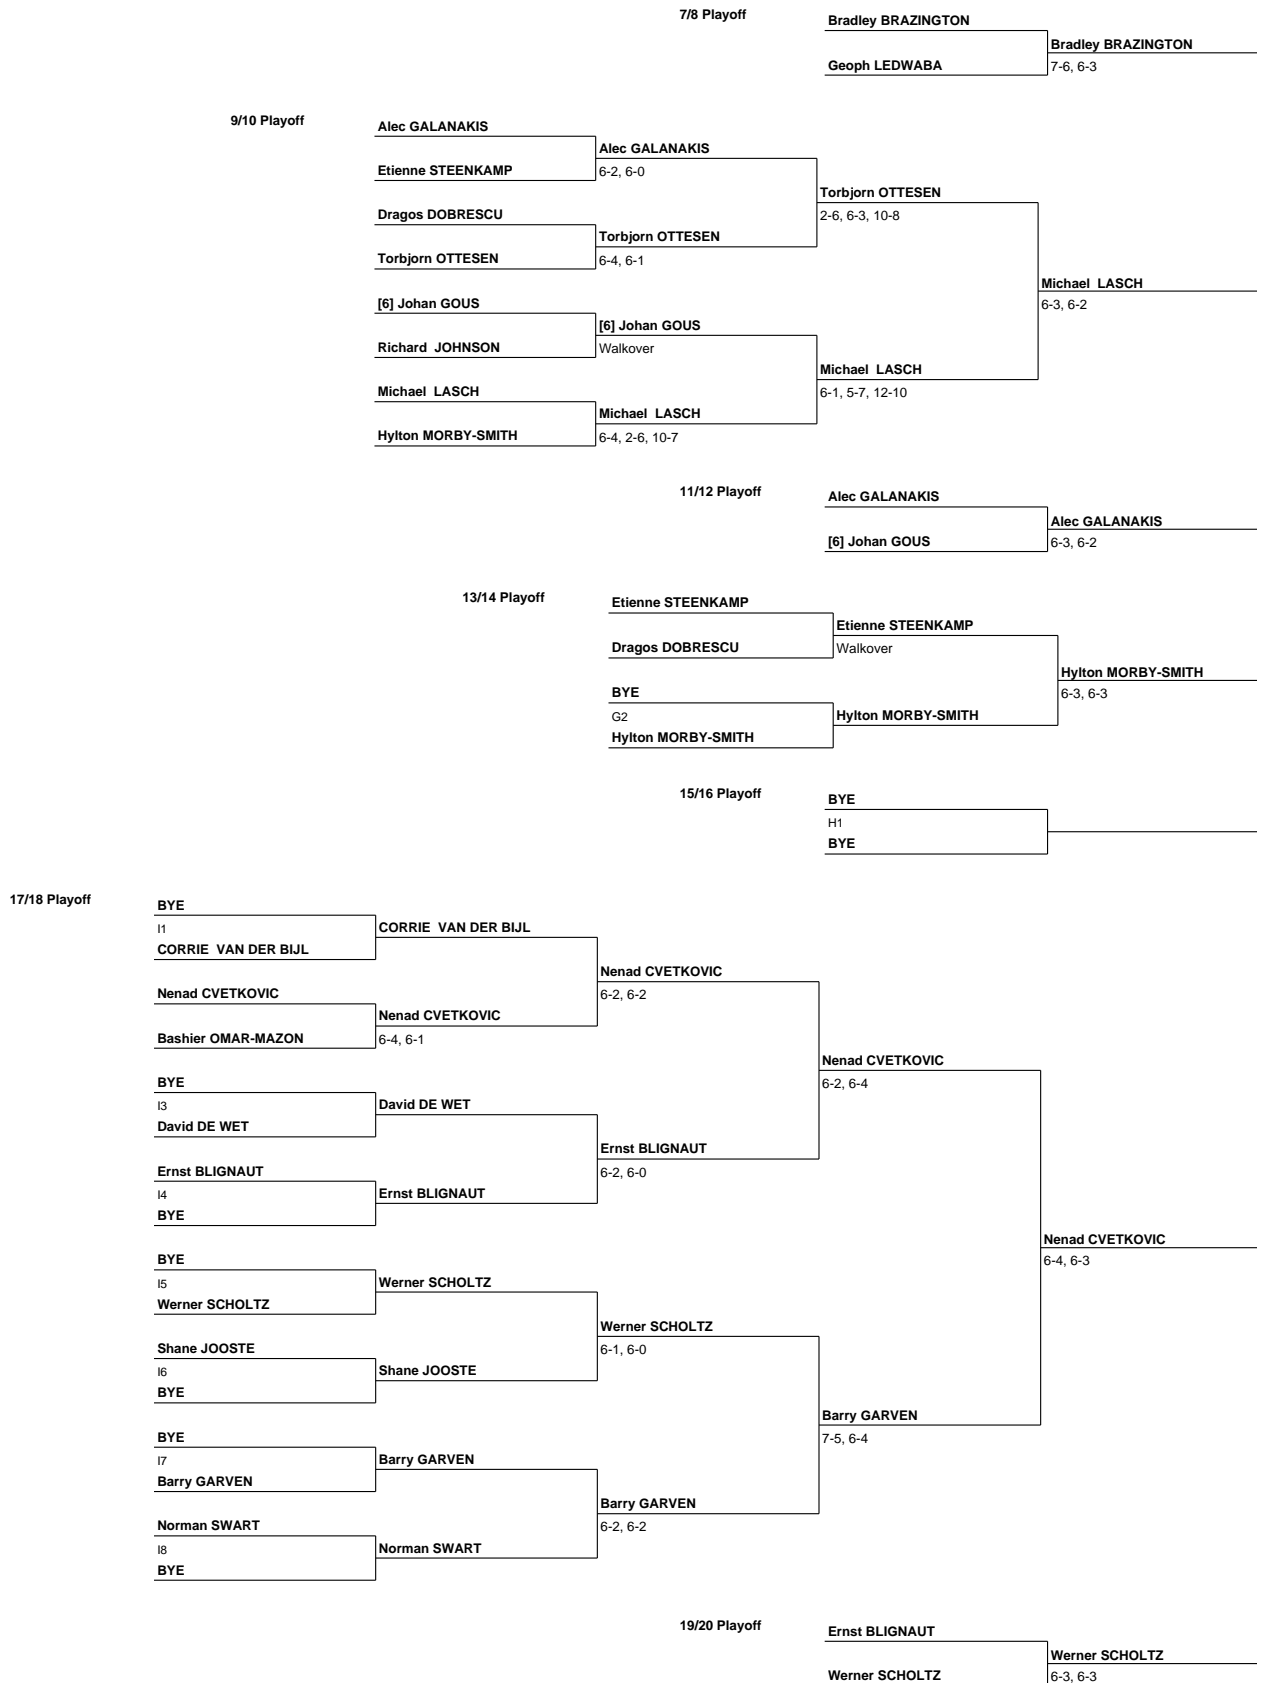 7/8 Playoff
Bradley BRAZINGTON
Bradley BRAZINGTON
Geoph LEDWABA
7-6, 6-3
9/10 Playoff
Alec GALANAKIS
Alec GALANAKIS
Etienne STEENKAMP
6-2, 6-0
Torbjorn OTTESEN
Dragos DOBRESCU
2-6, 6-3, 10-8
Torbjorn OTTESEN
Torbjorn OTTESEN
6-4, 6-1
Michael LASCH
[6] Johan GOUS
6-3, 6-2
[6] Johan GOUS
Richard JOHNSON
Walkover
Michael LASCH
Michael LASCH
6-1, 5-7, 12-10
Michael LASCH
Hylton MORBY-SMITH
6-4, 2-6, 10-7
11/12 Playoff
Alec GALANAKIS
Alec GALANAKIS
[6] Johan GOUS
6-3, 6-2
13/14 Playoff
Etienne STEENKAMP
Etienne STEENKAMP
Dragos DOBRESCU
Walkover
Hylton MORBY-SMITH
BYE
6-3, 6-3
G2
Hylton MORBY-SMITH
Hylton MORBY-SMITH
15/16 Playoff
BYE
H1
BYE
17/18 Playoff
BYE
I1
CORRIE VAN DER BIJL
CORRIE VAN DER BIJL
Nenad CVETKOVIC
Nenad CVETKOVIC
6-2, 6-2
Nenad CVETKOVIC
Bashier OMAR-MAZON
6-4, 6-1
Nenad CVETKOVIC
BYE
6-2, 6-4
I3
David DE WET
David DE WET
Ernst BLIGNAUT
Ernst BLIGNAUT
6-2, 6-0
I4
Ernst BLIGNAUT
BYE
Nenad CVETKOVIC
BYE
6-4, 6-3
I5
Werner SCHOLTZ
Werner SCHOLTZ
Werner SCHOLTZ
Shane JOOSTE
6-1, 6-0
I6
Shane JOOSTE
BYE
Barry GARVEN
BYE
7-5, 6-4
I7
Barry GARVEN
Barry GARVEN
Barry GARVEN
Norman SWART
6-2, 6-2
I8
Norman SWART
BYE
19/20 Playoff
Ernst BLIGNAUT
Werner SCHOLTZ
Werner SCHOLTZ
6-3, 6-3